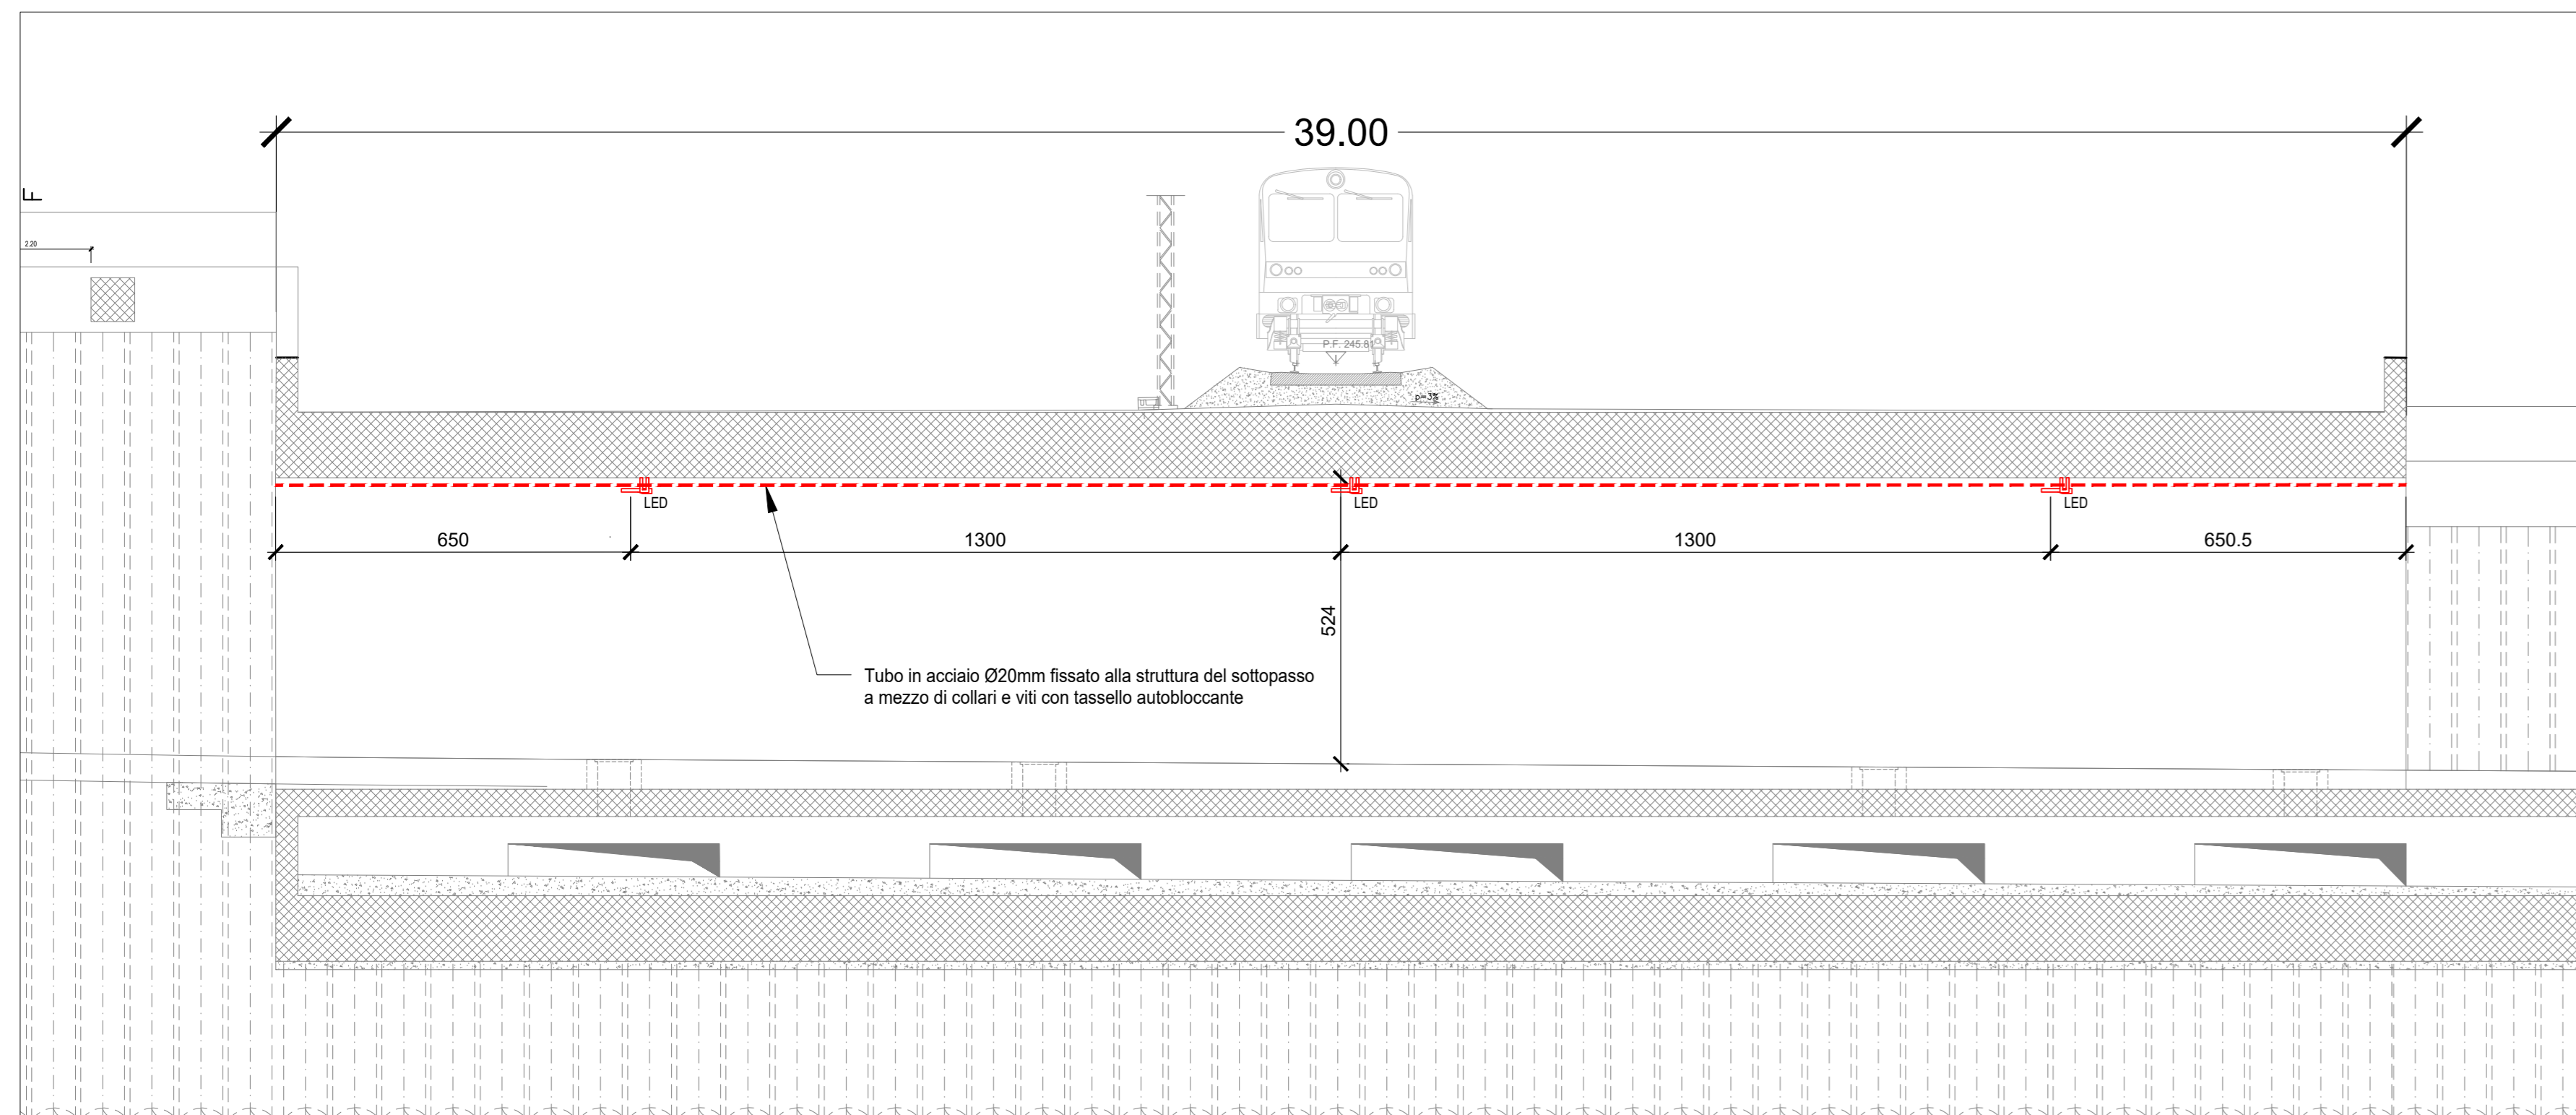 39.00
F
2.20
P.F. 245.81
p=3%
LED
LED
LED
650
1300
1300
650.5
524
Tubo in acciaio Ø20mm fissato alla struttura del sottopasso
a mezzo di collari e viti con tassello autobloccante